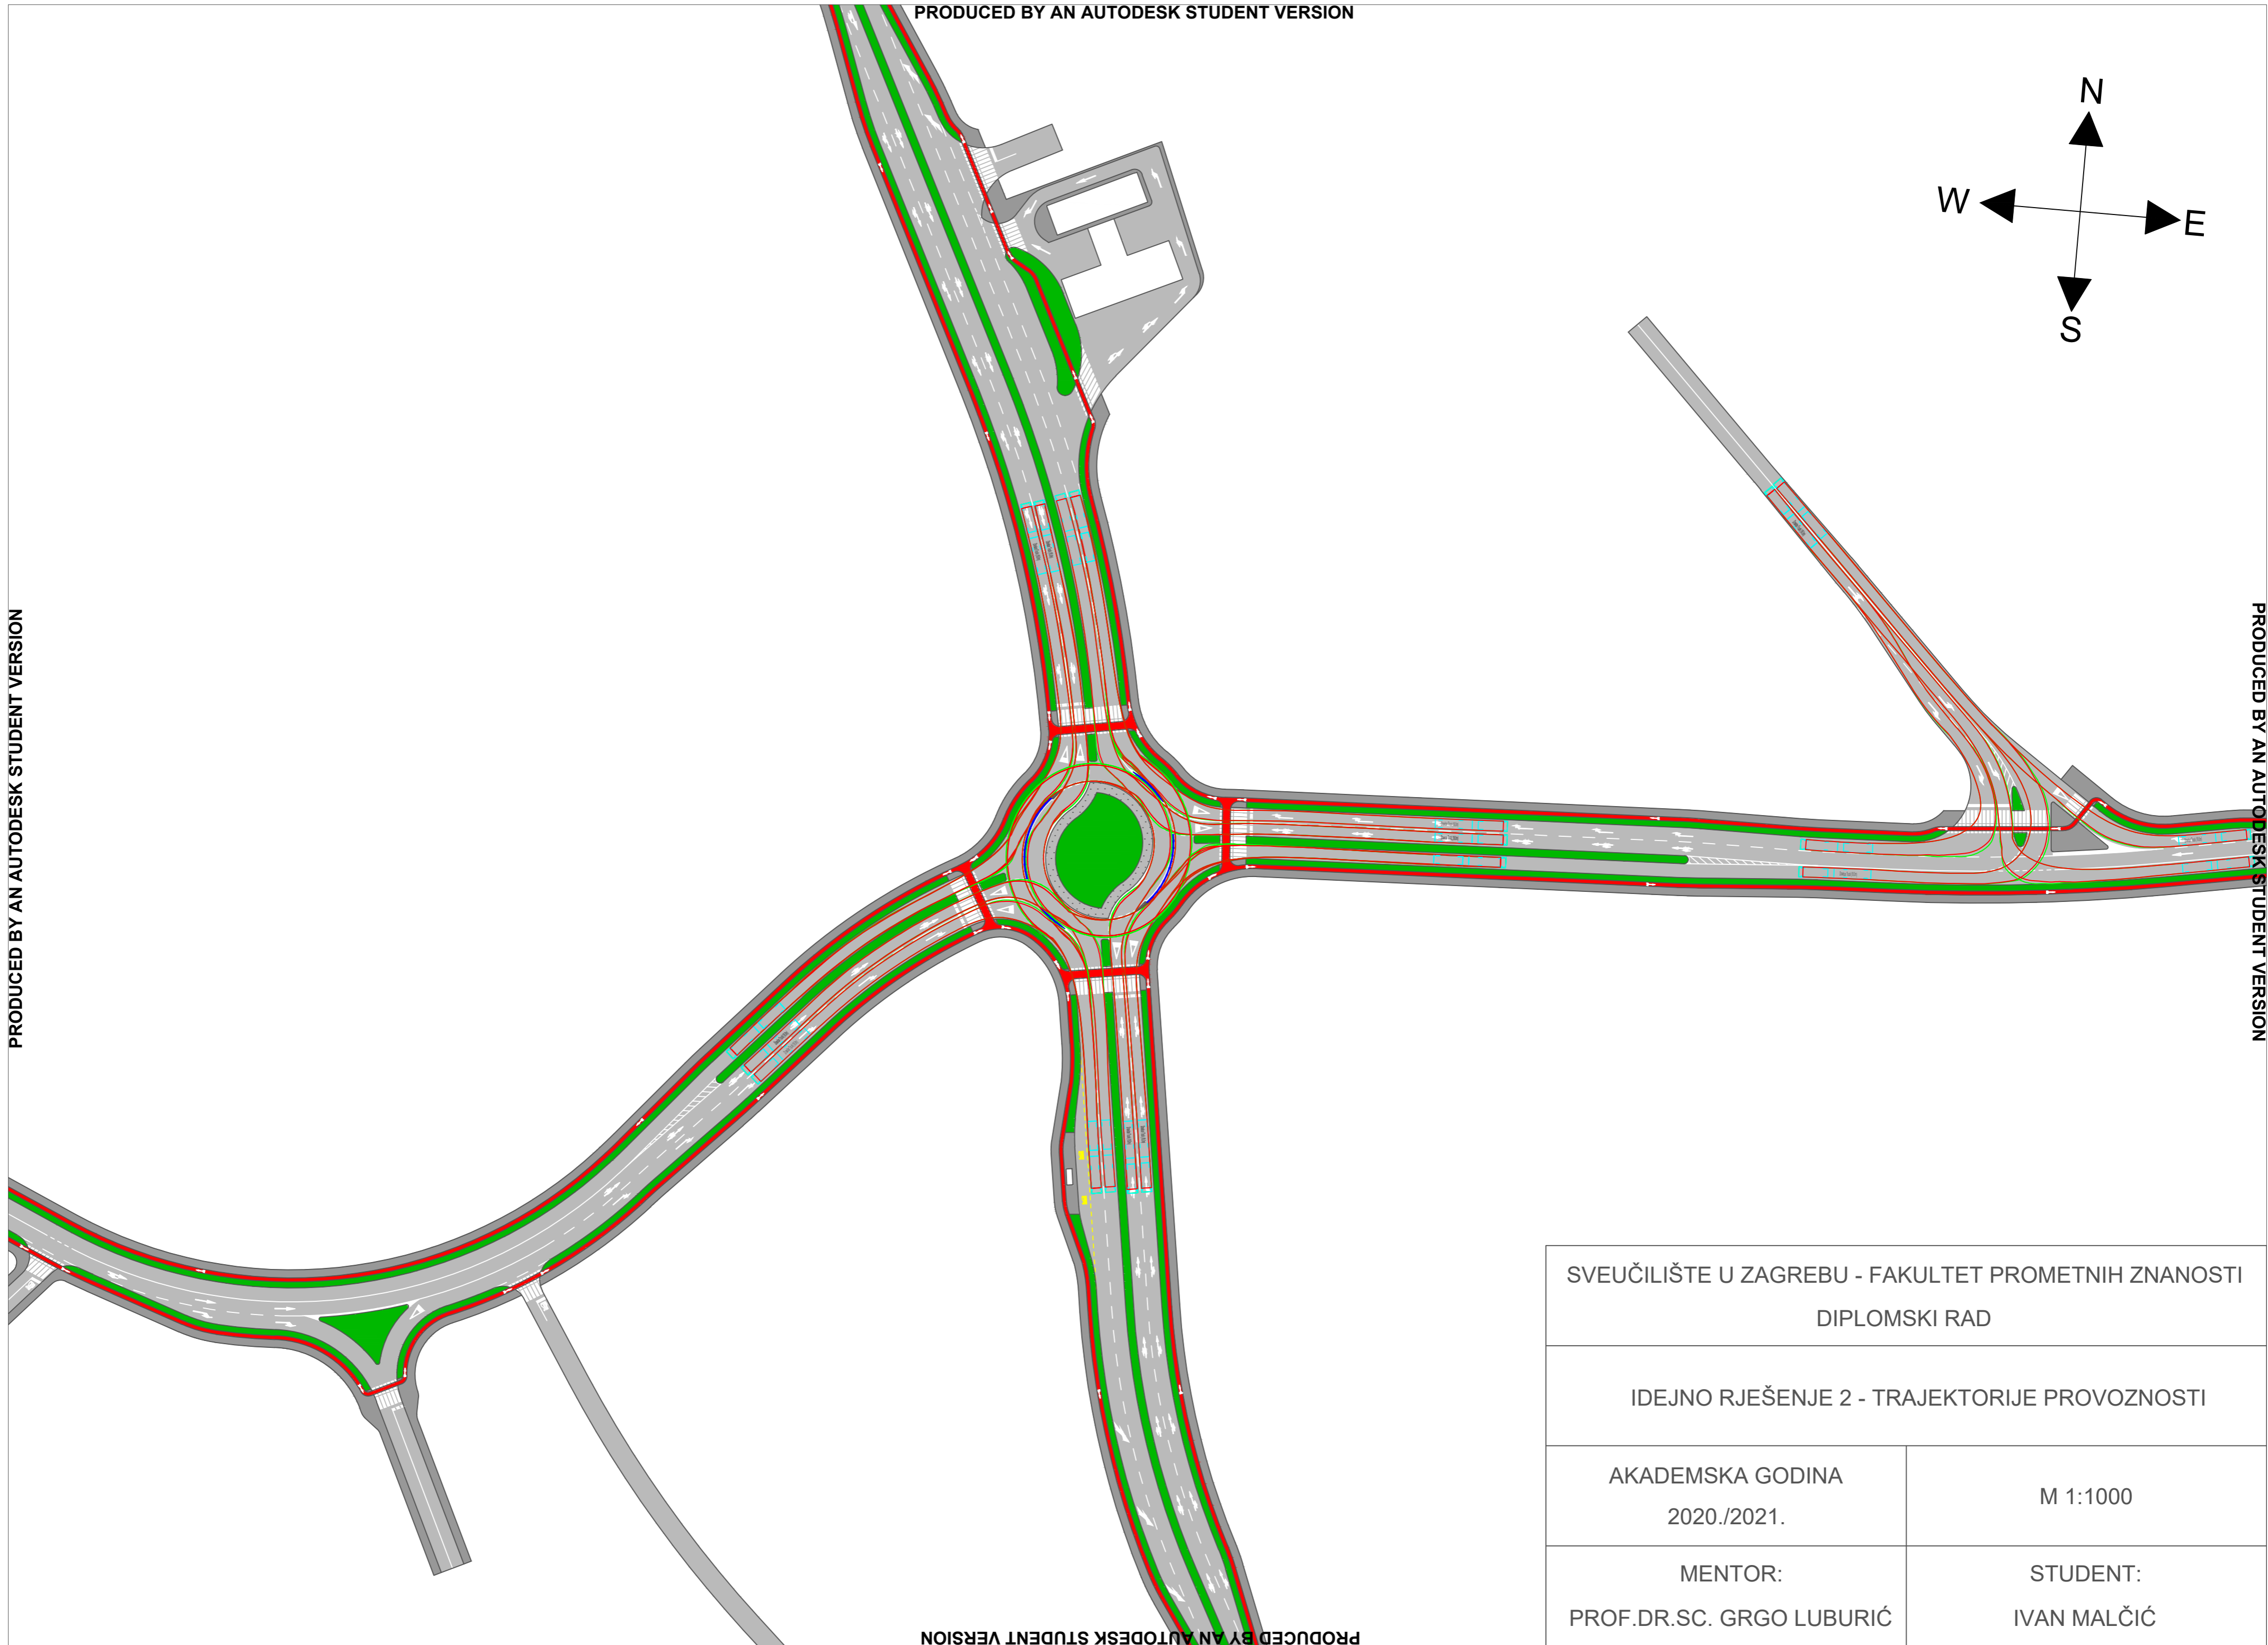 PRODUCED BY AN AUTODESK STUDENT VERSION
N
W
E
S
PRODUCED BY AN AUTODESK STUDENT VERSION
PRODUCED BY AN AUTODESK STUDENT VERSION
SVEUČILIŠTE U ZAGREBU - FAKULTET PROMETNIH ZNANOSTI
DIPLOMSKI RAD
IDEJNO RJEŠENJE 2 - TRAJEKTORIJE PROVOZNOSTI
AKADEMSKA GODINA
2020./2021.
M 1:1000
MENTOR:
PROF.DR.SC. GRGO LUBURIĆ
STUDENT:
IVAN MALČIĆ
PRODUCED BY AN AUTODESK STUDENT VERSION